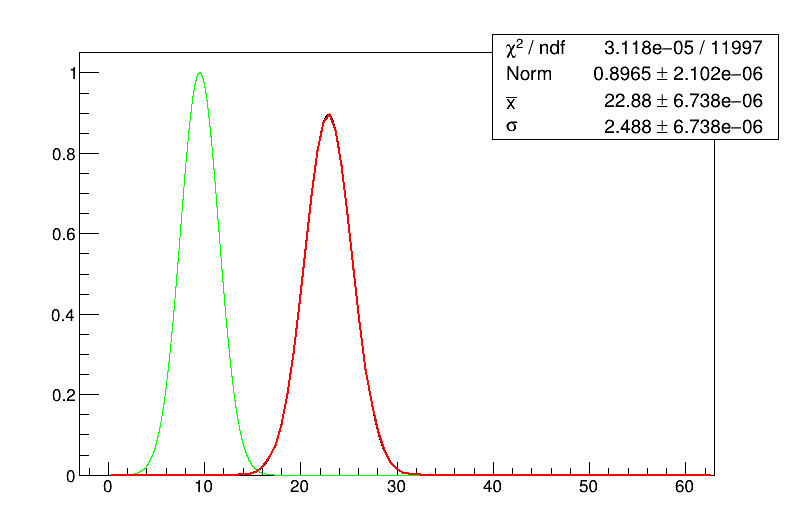 χ² / ndf 3.118e−05 / 11997
Norm 0.8965 ± 2.102e−06
x̅ 22.88 ± 6.738e−06
σ 2.488 ± 6.738e−06
1
0.8
0.6
0.4
0.2
0
0 10 20 30 40 50 60